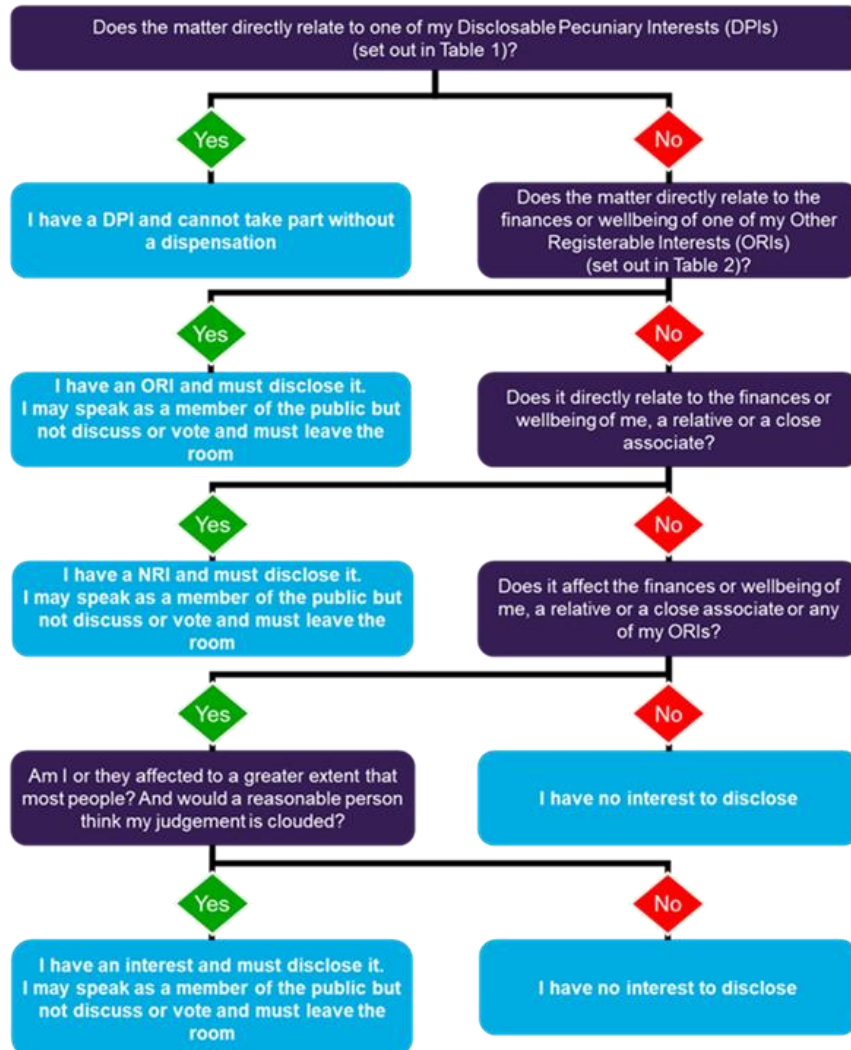 Does the matter directly relate to one of my Disclosable Pecuniary Interests (DPIs)
(set out in Table 1)?
Yes
No
I have a DPI and cannot take part without
a dispensation
Does the matter directly relate to the
finances or wellbeing of one of my Other
Registerable Interests (ORIs)
(set out in Table 2)?
Yes
No
I have an ORI and must disclose it.
I may speak as a member of the public but
not discuss or vote and must leave the
room
Does it directly relate to the finances or
wellbeing of me, a relative or a close
associate?
Yes
No
I have a NRI and must disclose it.
I may speak as a member of the public but
not discuss or vote and must leave the
room
Does it affect the finances or wellbeing of
me, a relative or a close associate or any
of my ORIs?
Yes
No
Am I or they affected to a greater extent that
most people? And would a reasonable person
think my judgement is clouded?
I have no interest to disclose
Yes
No
I have an interest and must disclose it.
I may speak as a member of the public but
not discuss or vote and must leave the
room
I have no interest to disclose